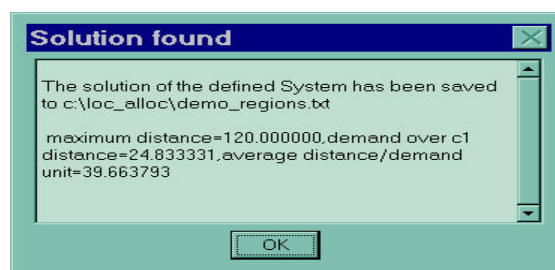 Solution found
The solution of the defined System has been saved
to c:\loc_alloc\demo_regions.txt
maximum distance=120.000000,demand over c1
distance=24.833331,average distance/demand
unit=39.663793
OK